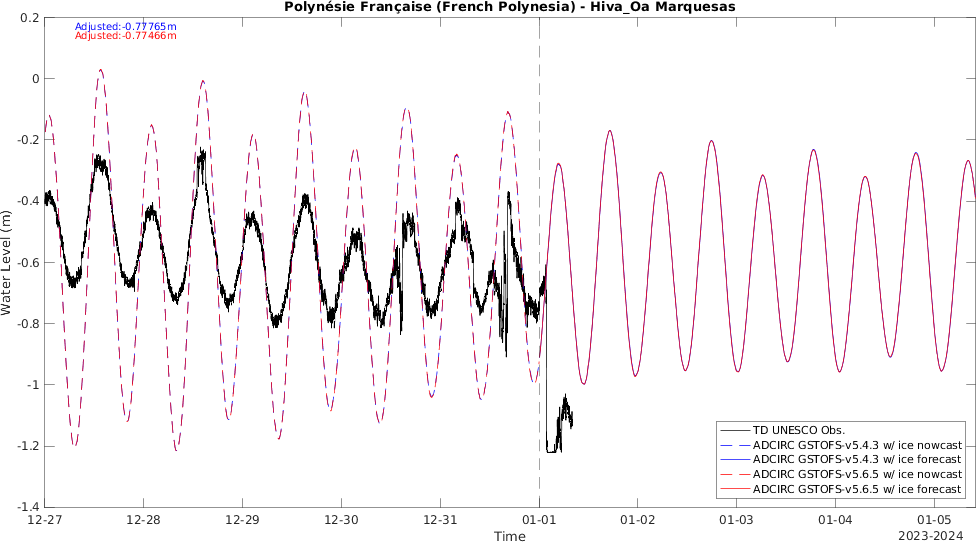 Polynésie Française (French Polynesia) - Hiva_Oa Marquesas
Adjusted:-0.77765m
Adjusted:-0.77466m
0.2
0
-0.2
-0.4
-0.6
-0.8
-1
-1.2
-1.4
Water Level (m)
12-27 12-28 12-29 12-30 12-31 01-01 01-02 01-03 01-04 01-05
Time
2023-2024
TD UNESCO Obs.
ADCIRC GSTOFS-v5.4.3 w/ ice nowcast
ADCIRC GSTOFS-v5.4.3 w/ ice forecast
ADCIRC GSTOFS-v5.6.5 w/ ice nowcast
ADCIRC GSTOFS-v5.6.5 w/ ice forecast